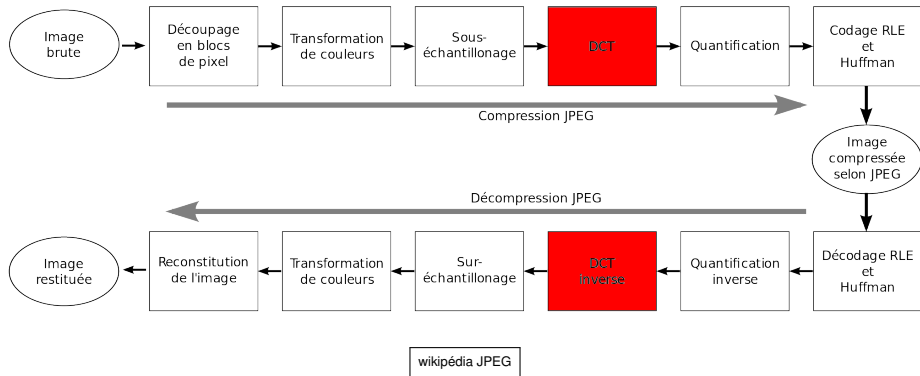 Image
brute
Découpage
en blocs
de pixel
Transformation
de couleurs
Sous-
échantillonage
DCT
Quantification
Codage RLE
et
Huffman
Compression JPEG
Image
compressée
selon JPEG
Décompression JPEG
Image
restituée
Reconstitution
de l'image
Transformation
de couleurs
Sur-
échantillonage
DCT
inverse
Quantification
inverse
Décodage RLE
et
Huffman
wikipédia JPEG